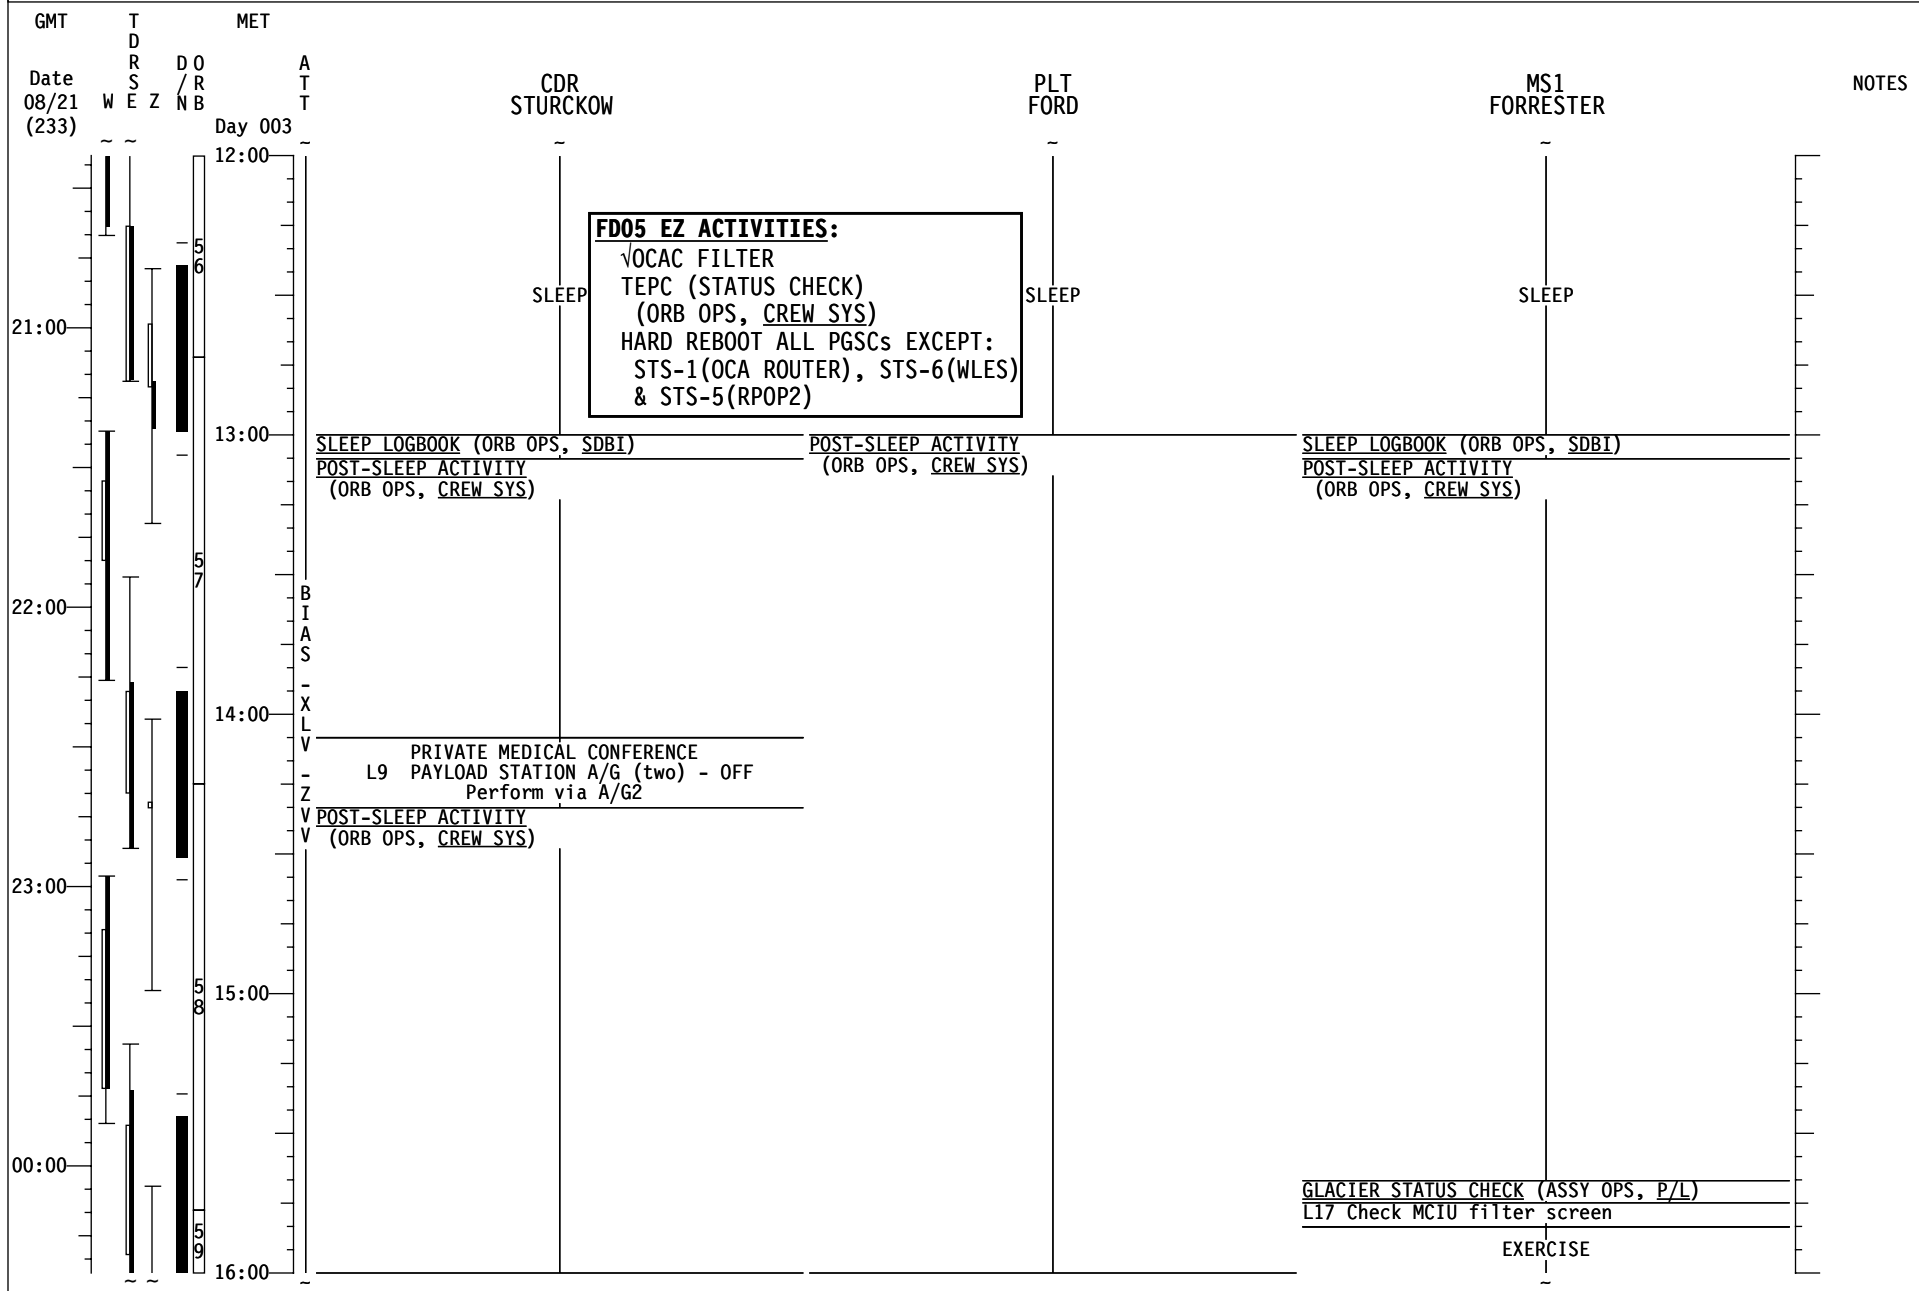 GMT
TDRSE
MET
Date
08/21
(233)
W E Z
D/N
ORB
ATT
Day 003
CDR
STURCKOW
PLT
FORD
MS1
FORRESTER
NOTES
~ ~ ~ ~ ~ ~
12:00
FD05 EZ ACTIVITIES:
√OCAC FILTER
TEPC (STATUS CHECK)
(ORB OPS, CREW SYS)
HARD REBOOT ALL PGSCs EXCEPT:
STS-1(OCA ROUTER), STS-6(WLES)
& STS-5(RPOP2)
56
SLEEP
SLEEP
SLEEP
21:00
13:00
SLEEP LOGBOOK (ORB OPS, SDBI)
POST-SLEEP ACTIVITY
(ORB OPS, CREW SYS)
POST-SLEEP ACTIVITY
(ORB OPS, CREW SYS)
SLEEP LOGBOOK (ORB OPS, SDBI)
POST-SLEEP ACTIVITY
(ORB OPS, CREW SYS)
57
22:00
BIAS -XLV -ZVV
14:00
PRIVATE MEDICAL CONFERENCE
L9 PAYLOAD STATION A/G (two) - OFF
Perform via A/G2
POST-SLEEP ACTIVITY
(ORB OPS, CREW SYS)
23:00
58
15:00
00:00
GLACIER STATUS CHECK (ASSY OPS, P/L)
L17 Check MCIU filter screen
59
EXERCISE
16:00
~ ~ ~ ~